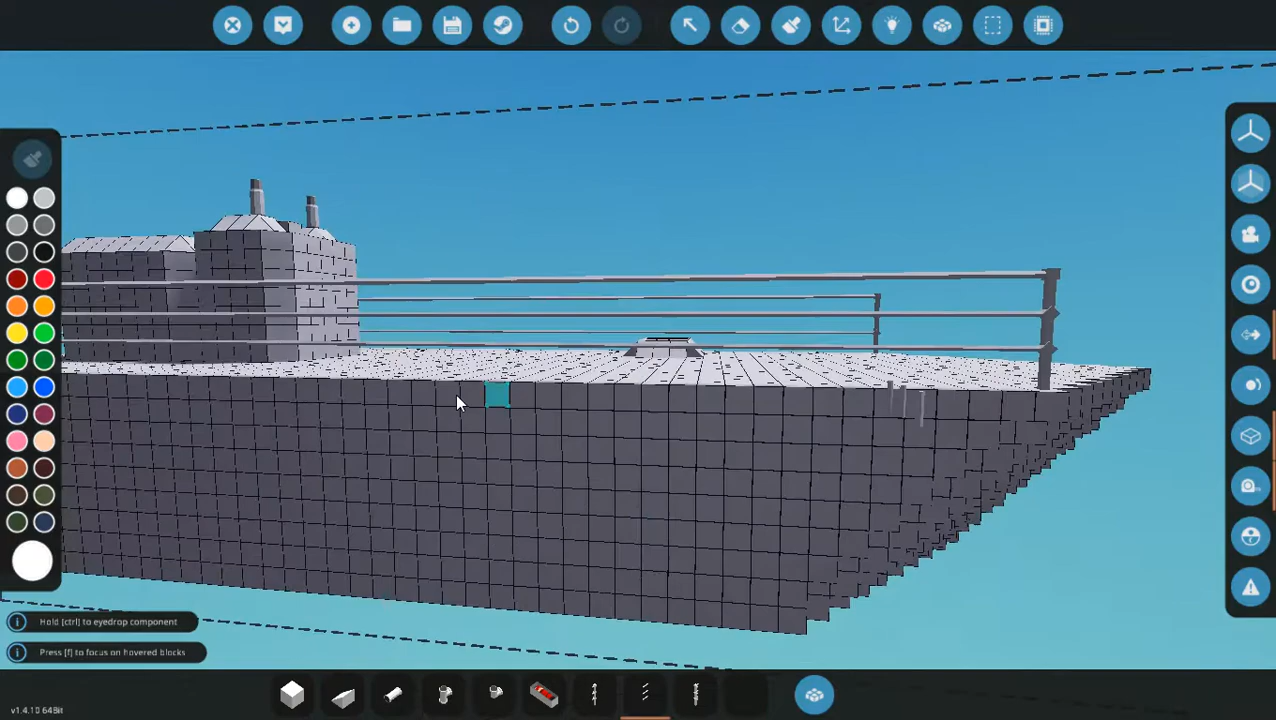 Hold [ctrl] to eyedrop component
Press [f] to focus on hovered blocks
v1.4.10 64Bit